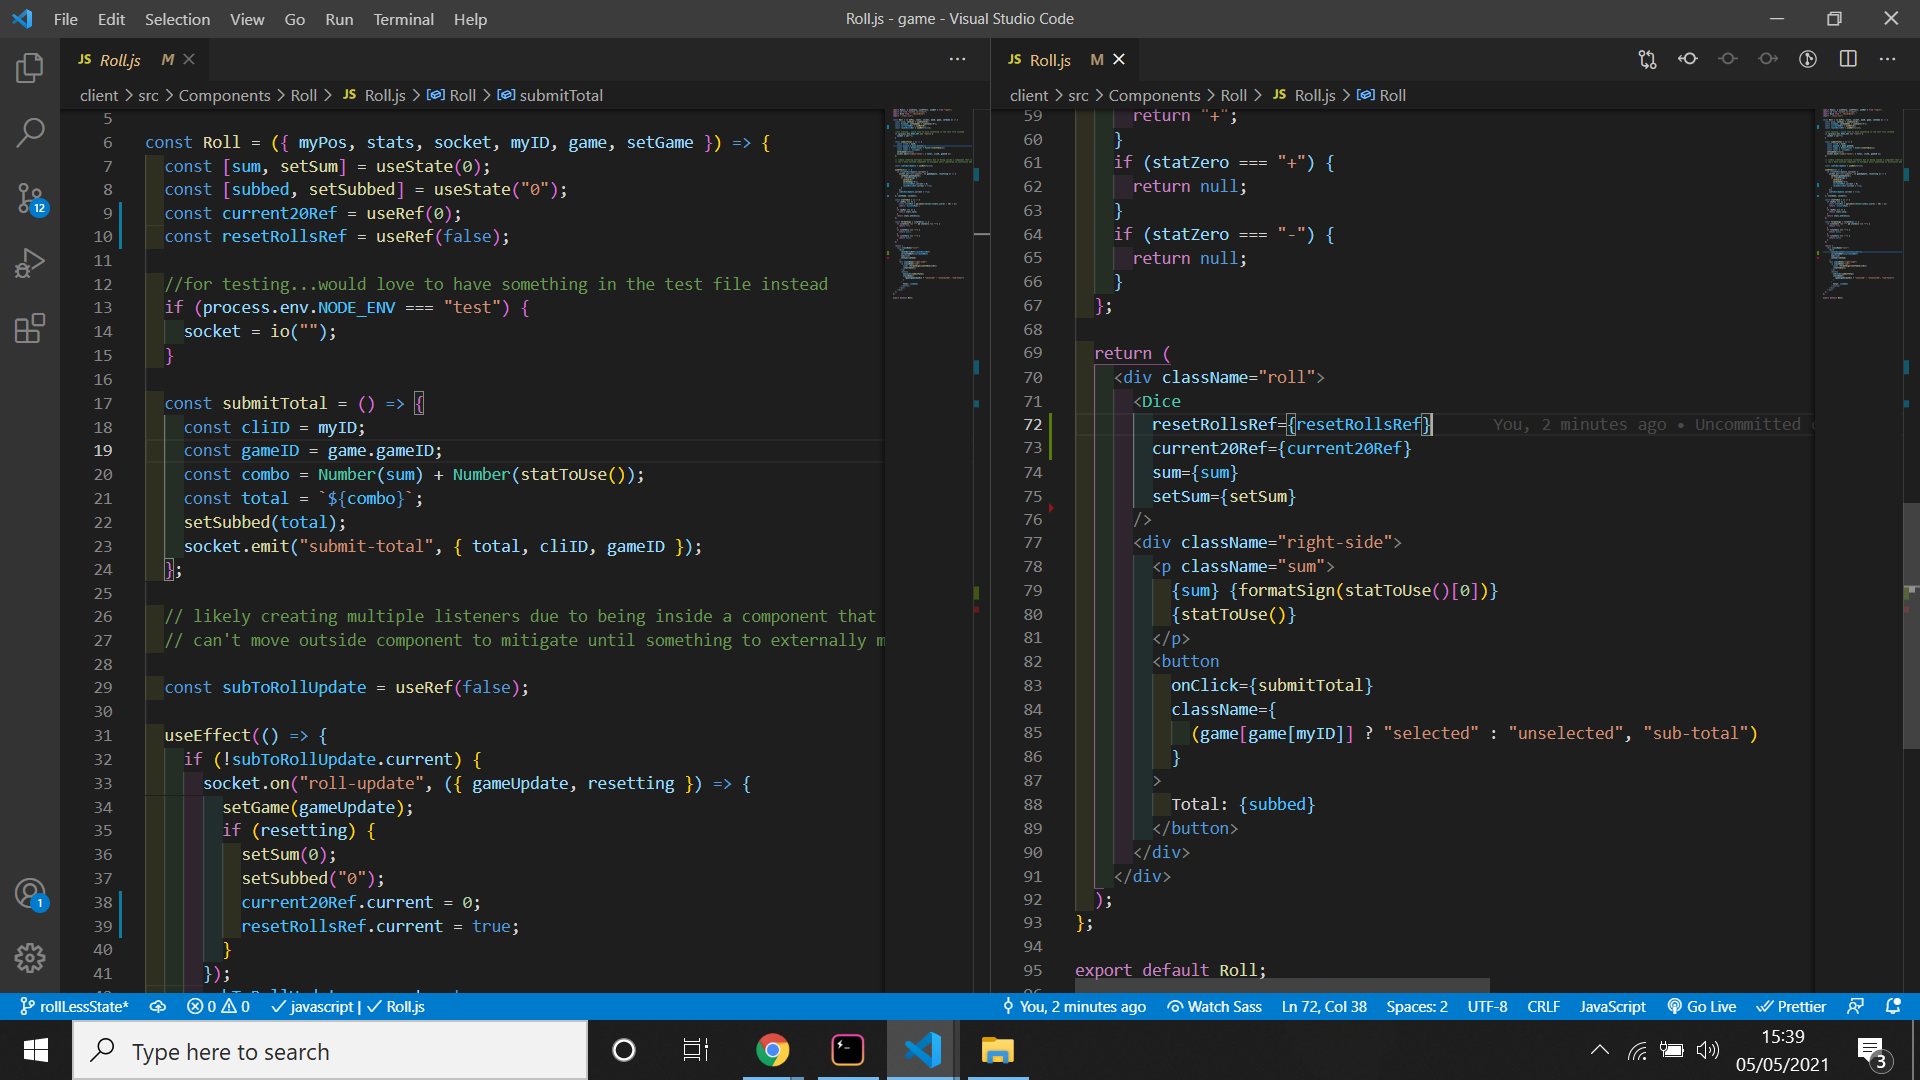 File Edit Selection View Go Run Terminal Help
Roll.js - game - Visual Studio Code
JS Roll.js M
client > src > Components > Roll > JS Roll.js > Roll > submitTotal
5
6 const Roll = ({ myPos, stats, socket, myID, game, setGame }) => {
7 const [sum, setSum] = useState(0);
8 const [subbed, setSubbed] = useState("0");
9 const current20Ref = useRef(0);
10 const resetRollsRef = useRef(false);
11
12 //for testing...would love to have something in the test file instead
13 if (process.env.NODE_ENV === "test") {
14 socket = io("");
15 }
16
17 const submitTotal = () => {
18 const cliID = myID;
19 const gameID = game.gameID;
20 const combo = Number(sum) + Number(statToUse());
21 const total = `${combo}`;
22 setSubbed(total);
23 socket.emit("submit-total", { total, cliID, gameID });
24 };
25
26 // likely creating multiple listeners due to being inside a component that
27 // can't move outside component to mitigate until something to externally m
28
29 const subToRollUpdate = useRef(false);
30
31 useEffect(() => {
32 if (!subToRollUpdate.current) {
33 socket.on("roll-update", ({ gameUpdate, resetting }) => {
34 setGame(gameUpdate);
35 if (resetting) {
36 setSum(0);
37 setSubbed("0");
38 current20Ref.current = 0;
39 resetRollsRef.current = true;
40 }
41 });
JS Roll.js M
client > src > Components > Roll > JS Roll.js > Roll
59 return "+";
60 }
61 if (statZero === "+") {
62 return null;
63 }
64 if (statZero === "-") {
65 return null;
66 }
67 };
68
69 return (
70 <div className="roll">
71 <Dice
72 resetRollsRef={resetRollsRef} You, 2 minutes ago • Uncommitted
73 current20Ref={current20Ref}
74 sum={sum}
75 setSum={setSum}
76 />
77 <div className="right-side">
78 <p className="sum">
79 {sum} {formatSign(statToUse()[0])}
80 {statToUse()}
81 </p>
82 <button
83 onClick={submitTotal}
84 className={
85 (game[game[myID]] ? "selected" : "unselected", "sub-total")
86 }
87 >
88 Total: {subbed}
89 </button>
90 </div>
91 </div>
92 );
93 };
94
95 export default Roll;
12
1
rollLessState* 0 0 javascript | Roll.js
You, 2 minutes ago Watch Sass Ln 72, Col 38 Spaces: 2 UTF-8 CRLF JavaScript Go Live Prettier
Type here to search
15:39
05/05/2021
3